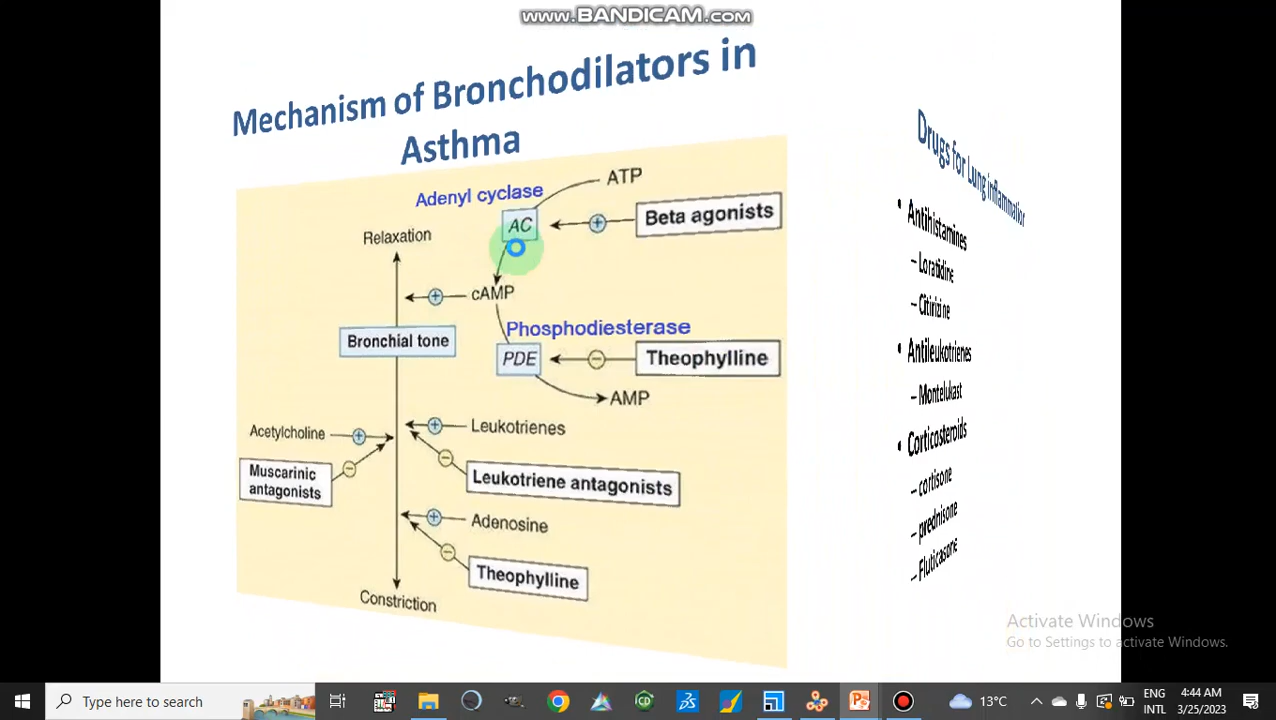 www.BANDICAM.com
Mechanism of Bronchodilators in
Asthma
Adenyl cyclase
ATP
AC
Beta agonists
Relaxation
cAMP
Phosphodiesterase
Bronchial tone
PDE
Theophylline
AMP
Acetylcholine
Leukotrienes
Muscarinic
antagonists
Leukotriene antagonists
Adenosine
Theophylline
Constriction
Drugs for Lung inflammation
• Antihistamines
– Loratidine
– Citirizine
• Antileukotrienes
– Montelukast
• Corticosteroids
– cortisone
– prednisone
– Fluticasone
Activate Windows
Go to Settings to activate Windows.
Type here to search
13°C
ENG
INTL
4:44 AM
3/25/2023